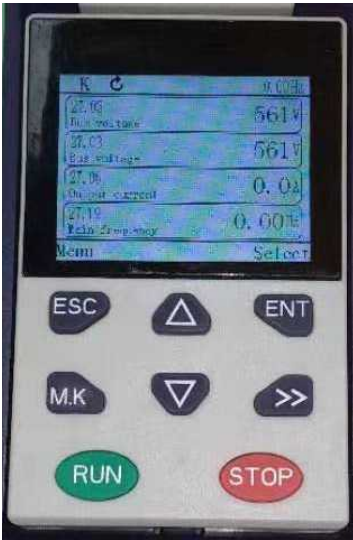 K 0.00Hz
27.03 561V
Bus voltage
27.03 561V
Bus voltage
27.06 0.0A
Output current
27.19 0.00Hz
Main frequency
Menu Select
ESC ENT
M.K >>
RUN STOP